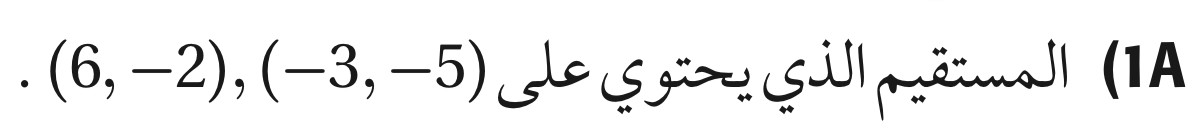 (1A المستقيم الذي يحتوي على (6, −2), (−3, −5) .